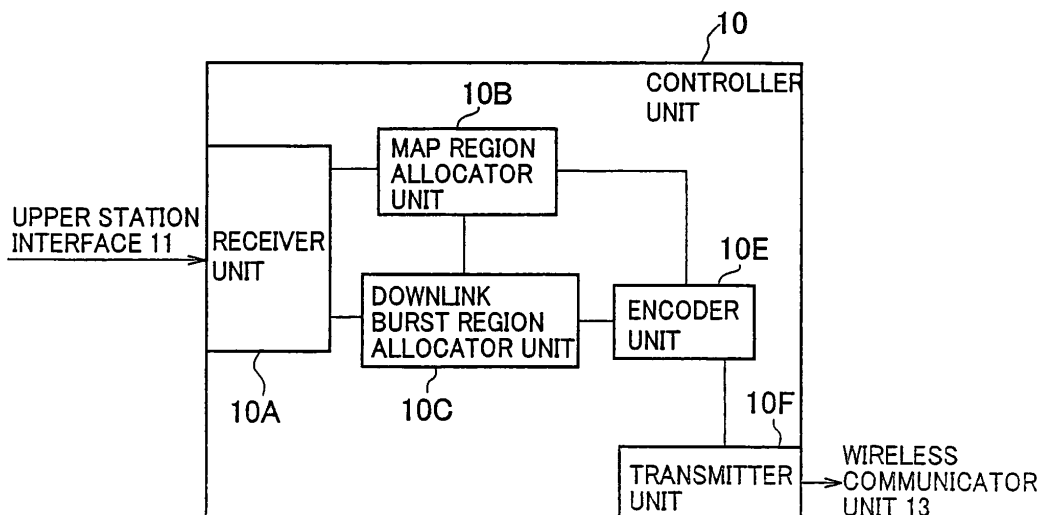 10
CONTROLLER
UNIT
10B
MAP REGION
ALLOCATOR
UNIT
UPPER STATION
INTERFACE 11
RECEIVER
UNIT
10E
DOWNLINK
BURST REGION
ALLOCATOR UNIT
ENCODER
UNIT
10A
10C
10F
TRANSMITTER
UNIT
WIRELESS
COMMUNICATOR
UNIT 13